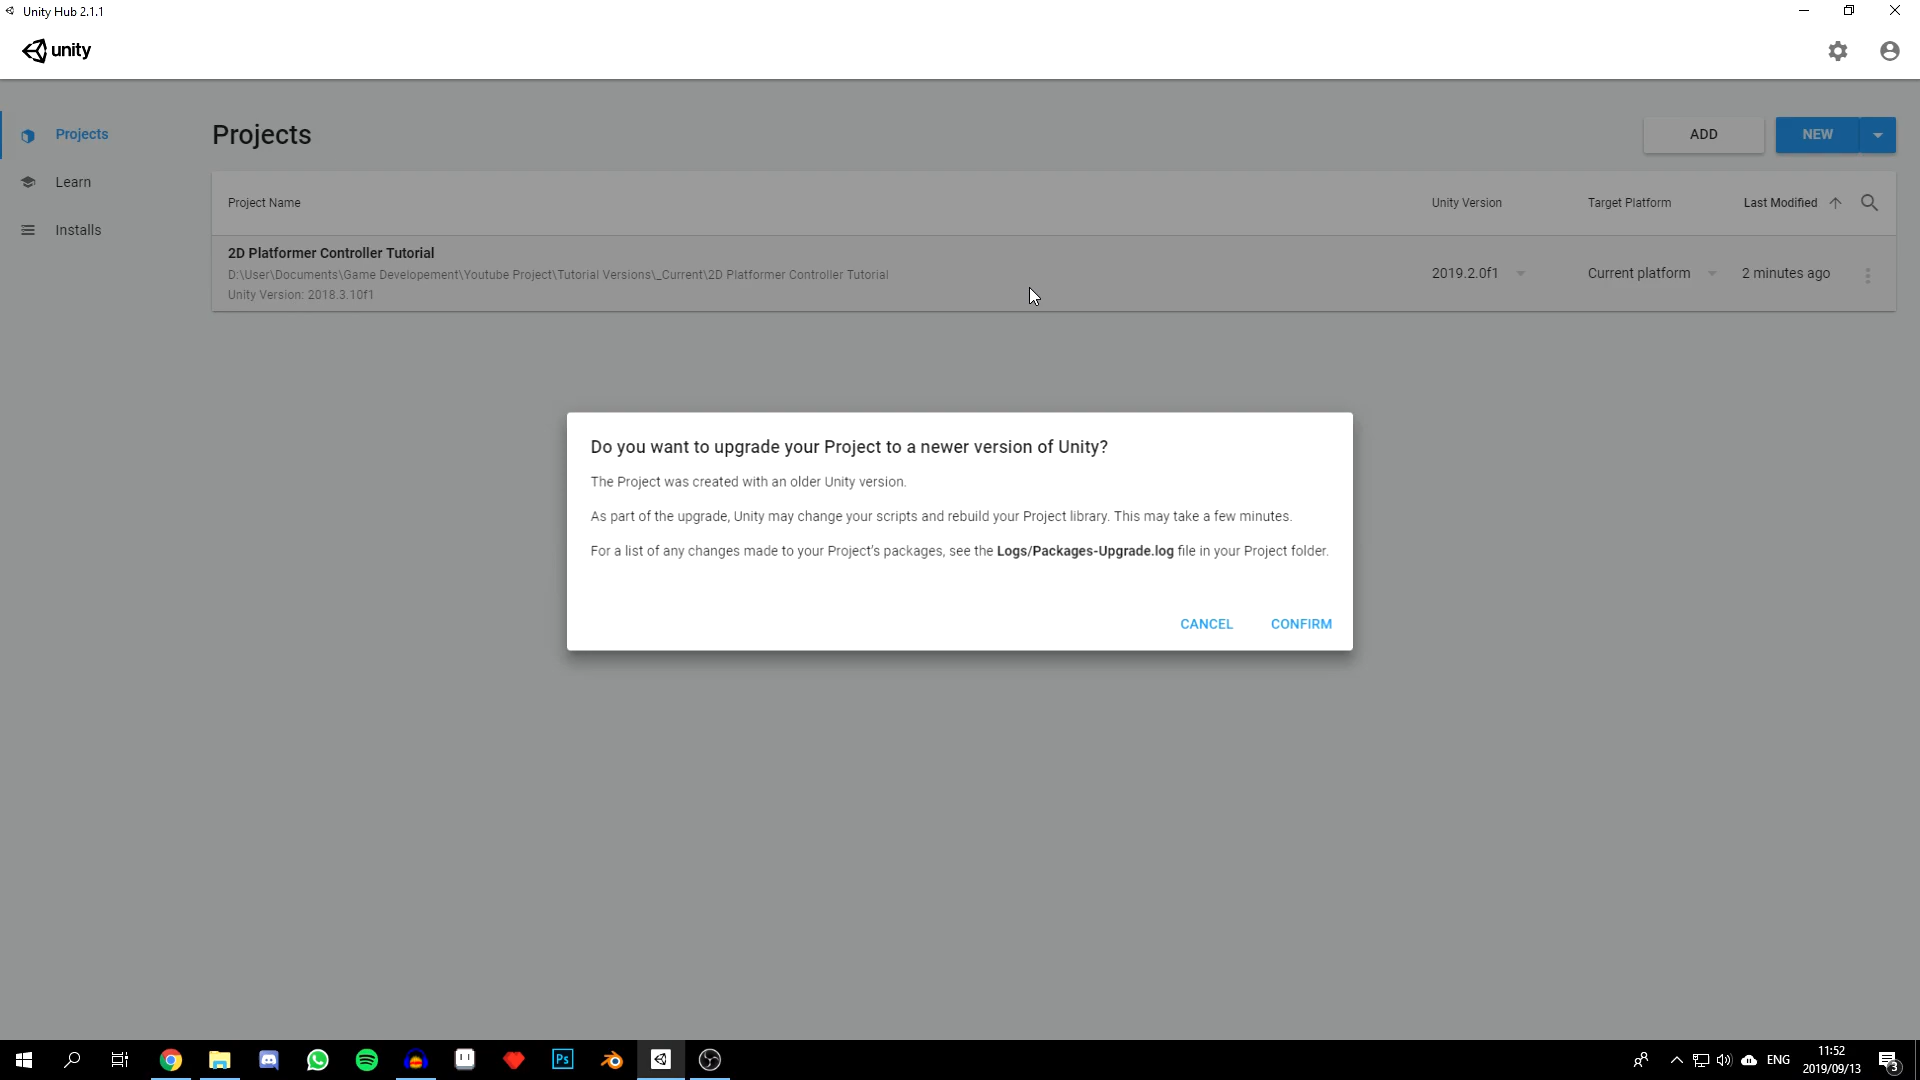 Unity Hub 2.1.1
unity
Projects
Learn
Installs
Projects
ADD
NEW
Project Name
Unity Version
Target Platform
Last Modified
2D Platformer Controller Tutorial
D:\User\Documents\Game Developement\Youtube Project\Tutorial Versions\_Current\2D Platformer Controller Tutorial
Unity Version: 2018.3.10f1
2019.2.0f1
Current platform
2 minutes ago
Do you want to upgrade your Project to a newer version of Unity?
The Project was created with an older Unity version.
As part of the upgrade, Unity may change your scripts and rebuild your Project library. This may take a few minutes.
For a list of any changes made to your Project's packages, see the Logs/Packages-Upgrade.log file in your Project folder.
CANCEL
CONFIRM
Ps
ENG
11:52
2019/09/13
3